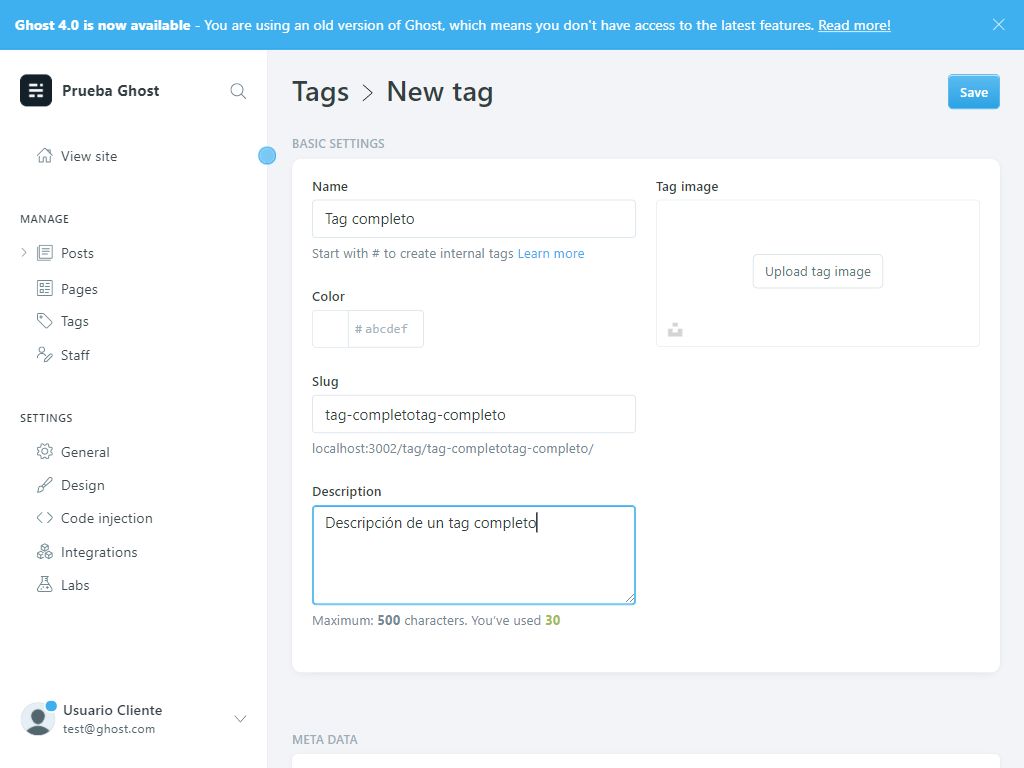 Ghost 4.0 is now available - You are using an old version of Ghost, which means you don't have access to the latest features. Read more!
Prueba Ghost
View site
MANAGE
Posts
Pages
Tags
Staff
SETTINGS
General
Design
Code injection
Integrations
Labs
Usuario Cliente
test@ghost.com
Tags > New tag
Save
BASIC SETTINGS
Name
Tag completo
Start with # to create internal tags Learn more
Color
# abcdef
Slug
tag-completotag-completo
localhost:3002/tag/tag-completotag-completo/
Description
Descripción de un tag completo
Maximum: 500 characters. You've used 30
Tag image
Upload tag image
META DATA